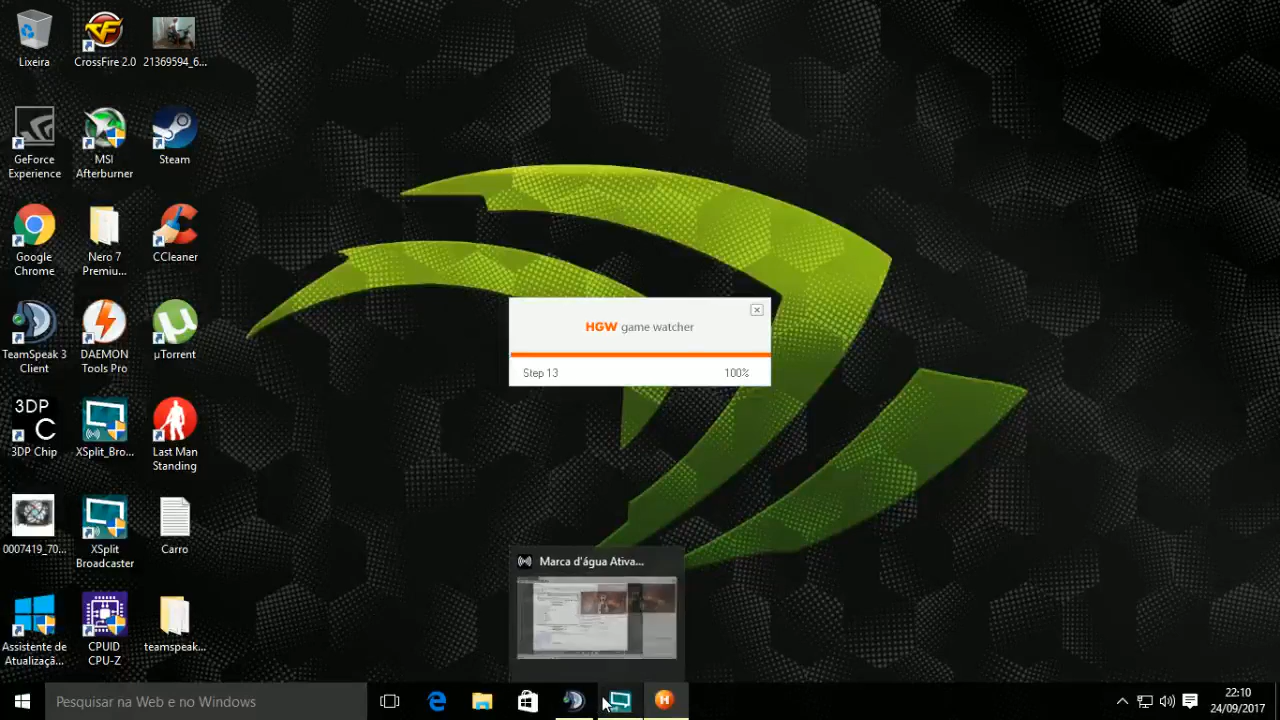 Lixeira
CrossFire 2.0
21369594_6...
GeForce
Experience
MSI
Afterburner
Steam
Google
Chrome
Nero 7
Premiu...
CCleaner
TeamSpeak 3
Client
DAEMON
Tools Pro
µTorrent
3DP
C
3DP Chip
XSplit_Bro...
Last Man
Standing
0007419_70...
XSplit
Broadcaster
Carro
Assistente de
Atualizaçã...
CPUID
CPU-Z
teamspeak...
HGW game watcher
Step 13
100%
Marca d'água Ativa...
Pesquisar na Web e no Windows
H
22:10
24/09/2017